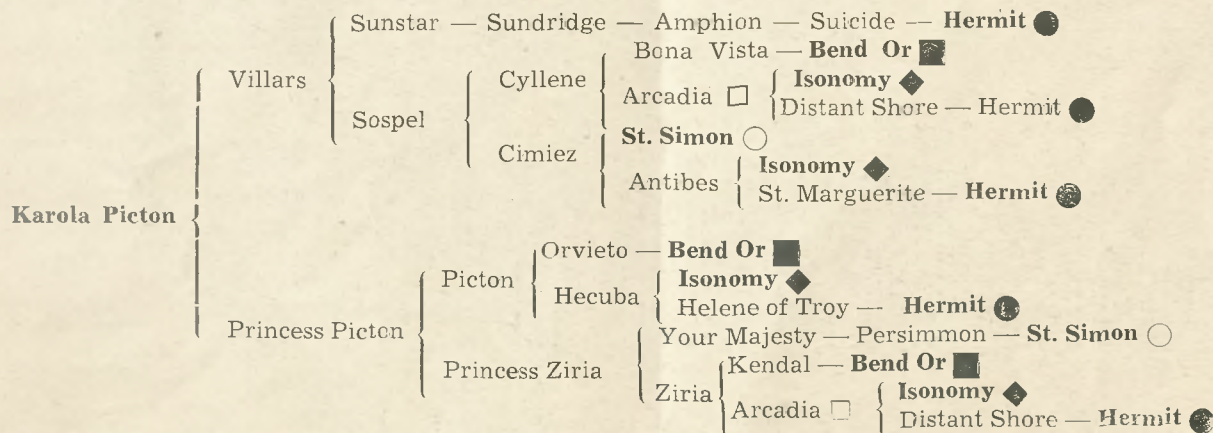 Sunstar — Sundridge — Amphion — Suicide — Hermit ●
Bona Vista — Bend Or ■
Villars
Cyllene
Isonomy ◆
Arcadia □
Distant Shore — Hermit ●
Sospel
St. Simon ○
Cimiez
Isonomy ◆
Antibes
St. Marguerite — Hermit ●
Karola Picton
Orvieto — Bend Or ■
Picton
Isonomy ◆
Hecuba
Helene of Troy — Hermit ●
Princess Picton
Your Majesty — Persimmon — St. Simon ○
Kendal — Bend Or ■
Princess Ziria
Ziria
Isonomy ◆
Arcadia □
Distant Shore — Hermit ●